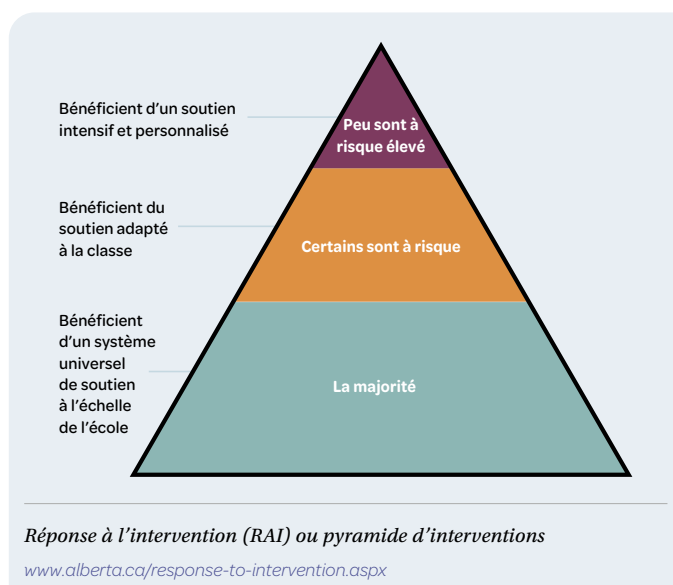 Bénéficient d'un soutien
intensif et personnalisé
Peu sont à
risque élevé
Bénéficient du
soutien adapté
à la classe
Certains sont à risque
Bénéficient
d'un système
universel
de soutien
à l'échelle
de l'école
La majorité
Réponse à l'intervention (RAI) ou pyramide d'interventions
www.alberta.ca/response-to-intervention.aspx